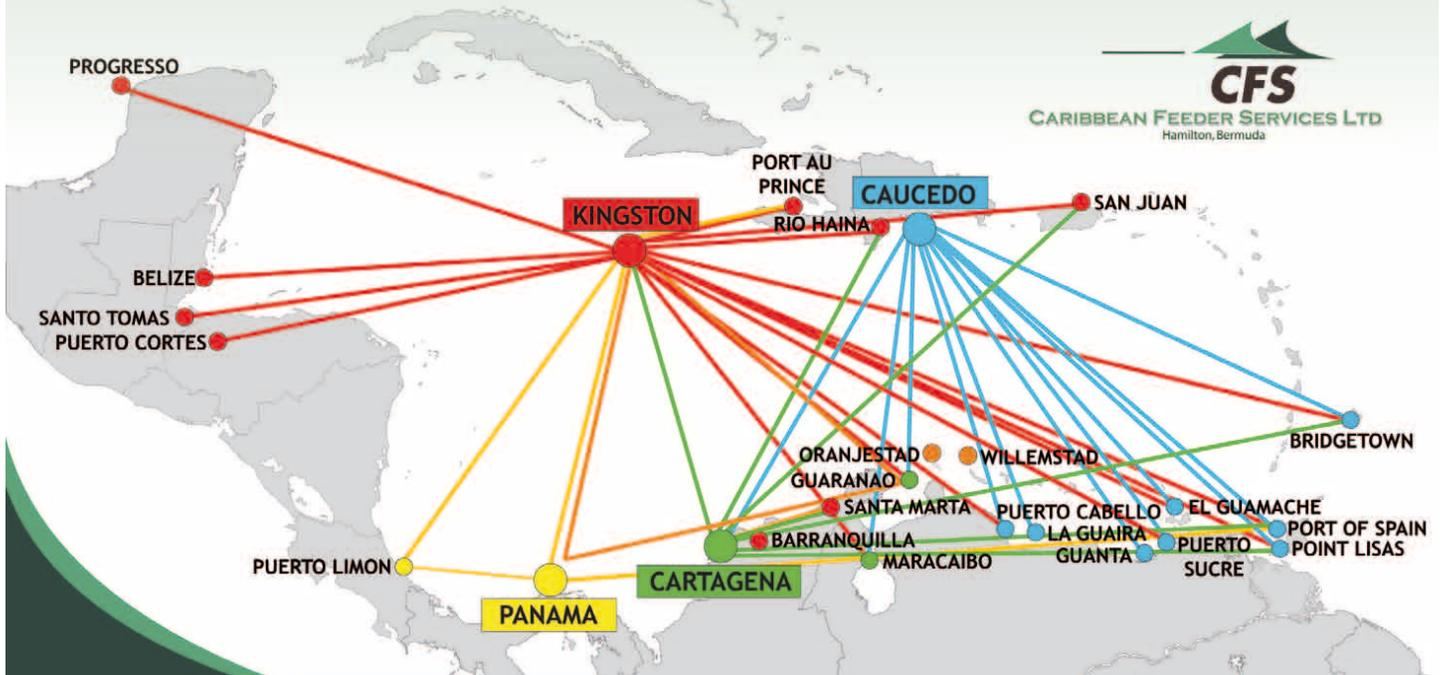 PROGRESSO
CFS
CARIBBEAN FEEDER SERVICES LTD
Hamilton, Bermuda
PORT AU
PRINCE
CAUCEDO
SAN JUAN
KINGSTON
RIO HAINA
BELIZE
SANTO TOMAS
PUERTO CORTES
BRIDGETOWN
ORANJESTAD
WILLEMSTAD
GUARANAO
SANTA MARTA
PUERTO CABELLO
EL GUAMACHE
PORT OF SPAIN
LA GUAIRA
BARRANQUILLA
PUERTO
SUCRE
POINT LISAS
GUANTA
MARACAIBO
PUERTO LIMON
CARTAGENA
PANAMA